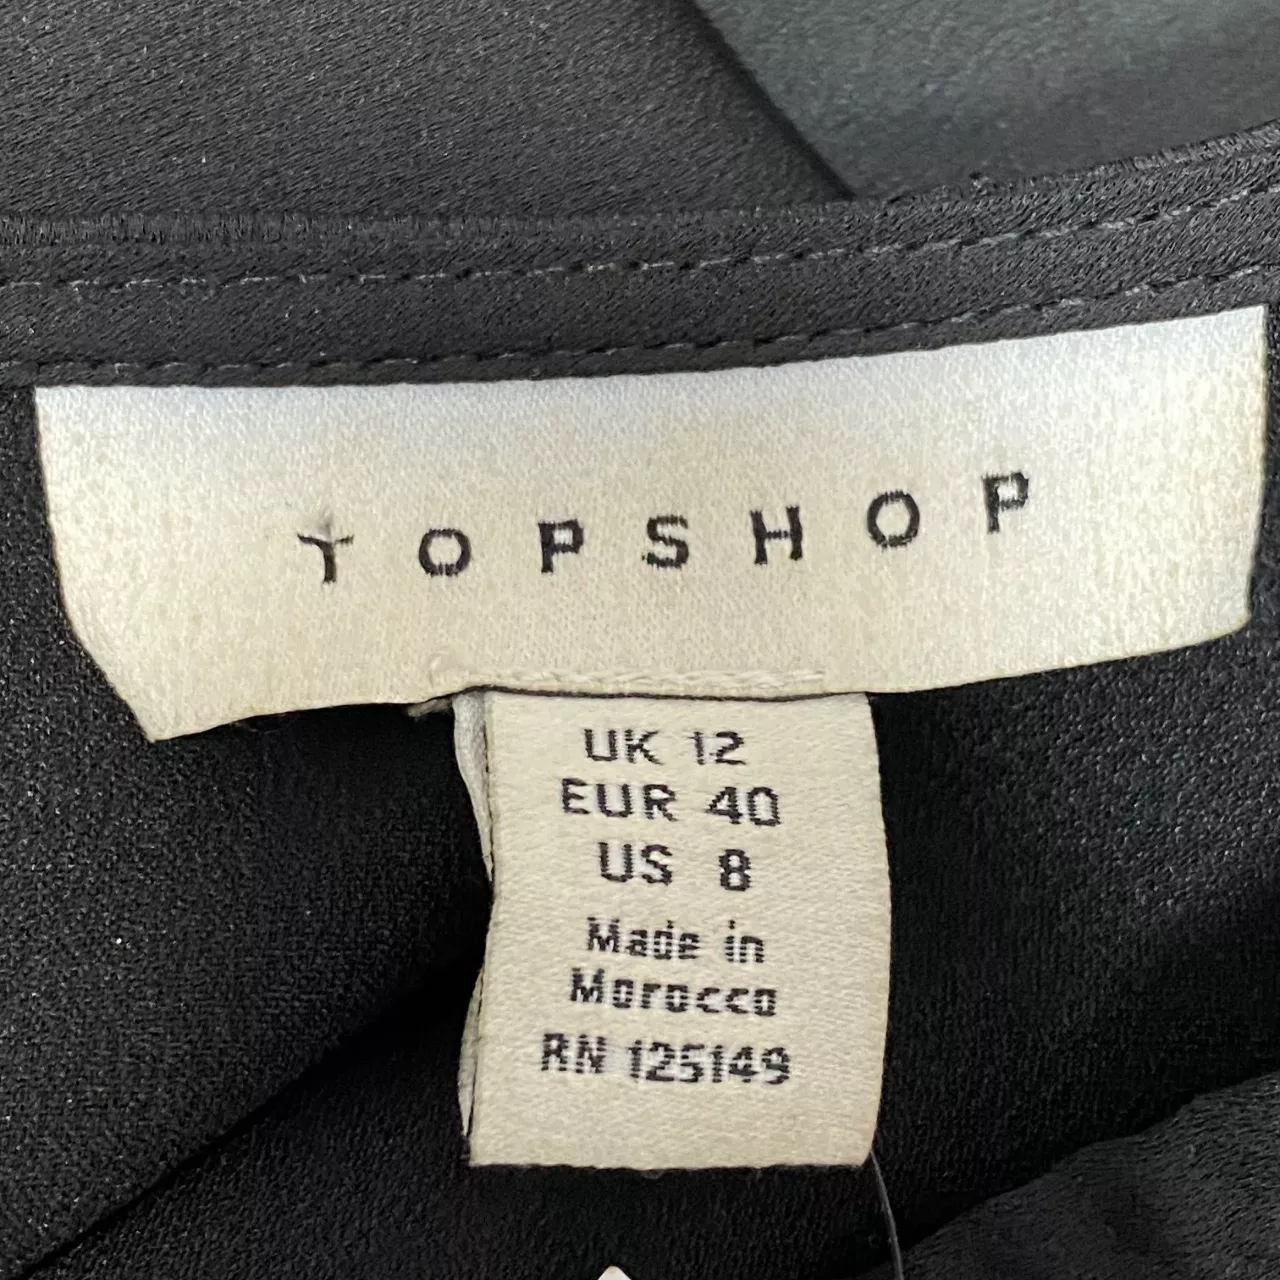 TOPSHOP
UK 12
EUR 40
US 8
Made in
Morocco
RN 125149